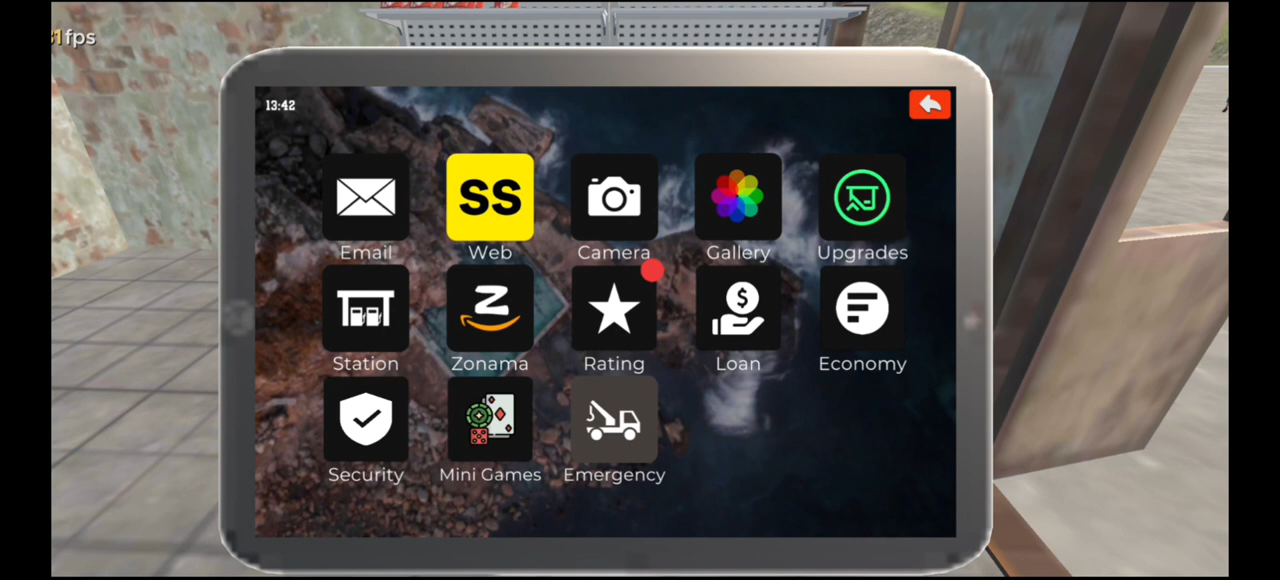 fps
13:42
SS
Email Web Camera Gallery Upgrades
Z
$
Station Zonama Rating Loan Economy
Security Mini Games Emergency